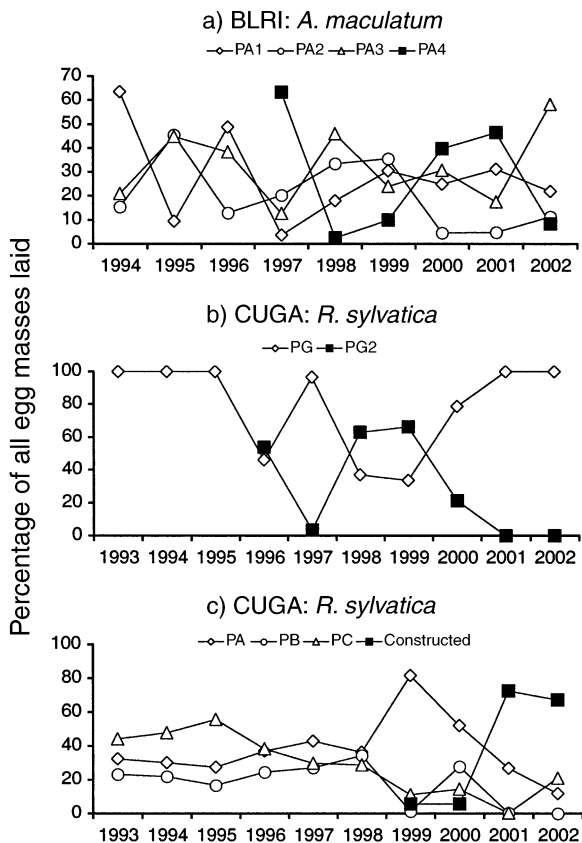 a) BLRI: A. maculatum
PA1 PA2 PA3 PA4
70
60
50
40
30
20
10
0
1994 1995 1996 1997 1998 1999 2000 2001 2002
b) CUGA: R. sylvatica
PG PG2
100
80
60
40
20
0
1993 1994 1995 1996 1997 1998 1999 2000 2001 2002
c) CUGA: R. sylvatica
PA PB PC Constructed
100
80
60
40
20
0
1993 1994 1995 1996 1997 1998 1999 2000 2001 2002
Percentage of all egg masses laid